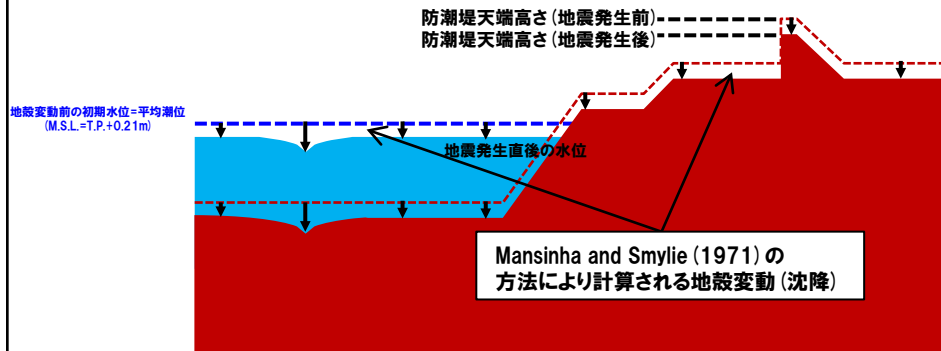 防潮堤天端高さ(地震発生前)
防潮堤天端高さ(地震発生後)
地殻変動前の初期水位=平均潮位
(M.S.L.=T.P.+0.21m)
地震発生直後の水位
Mansinha and Smylie(1971)の
方法により計算される地殻変動(沈降)